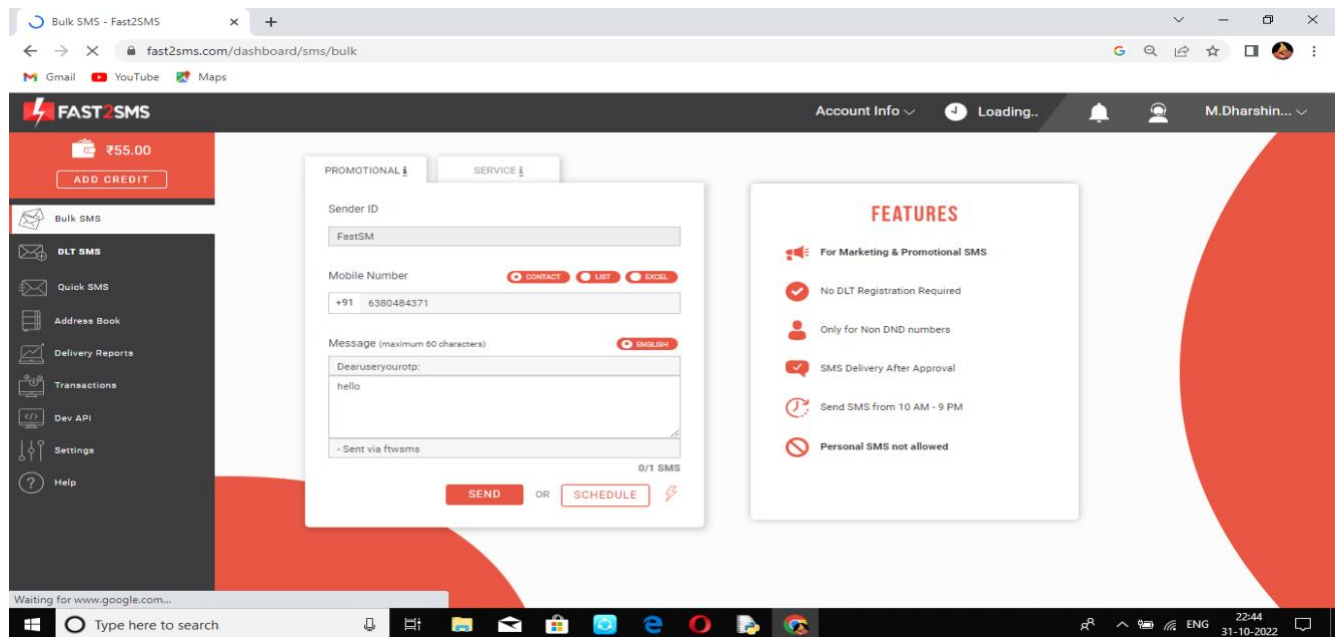 Bulk SMS - Fast2SMS
fast2sms.com/dashboard/sms/bulk
Gmail YouTube Maps
FAST2SMS
Account Info Loading.. M.Dharshin...
₹55.00
ADD CREDIT
Bulk SMS
DLT SMS
Quick SMS
Address Book
Delivery Reports
Transactions
Dev API
Settings
Help
PROMOTIONAL SERVICE
Sender ID
FastSM
Mobile Number CONTACT LIST EXCEL
+91 6380484371
Message (maximum 60 characters) ENGLISH
Dearuseryourotp:
hello
- Sent via ftwsms
0/1 SMS
SEND OR SCHEDULE
FEATURES
For Marketing & Promotional SMS
No DLT Registration Required
Only for Non DND numbers
SMS Delivery After Approval
Send SMS from 10 AM - 9 PM
Personal SMS not allowed
Waiting for www.google.com...
Type here to search
ENG
22:44
31-10-2022